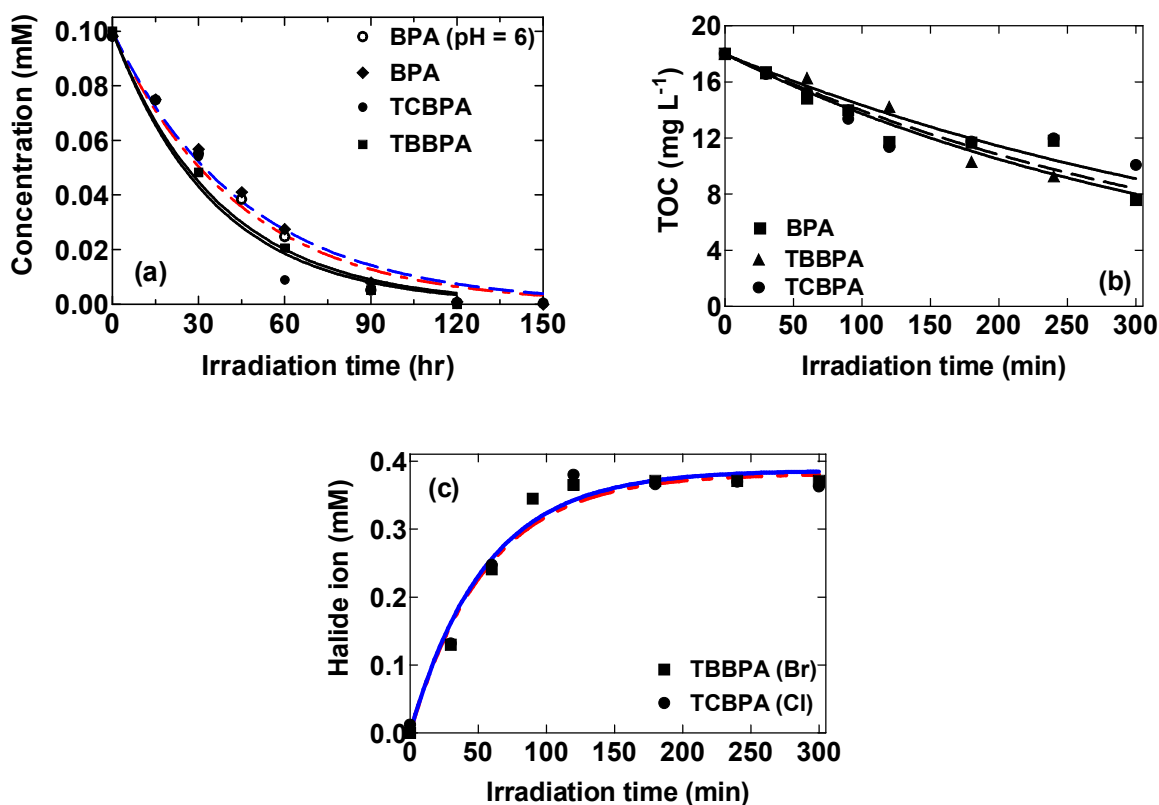 (a)
0.10
0.08
0.06
0.04
0.02
0.00
Concentration (mM)
BPA (pH = 6)
BPA
TCBPA
TBBPA
0 30 60 90 120 150
Irradiation time (hr)
20
16
12
8
4
0
TOC (mg L⁻¹)
BPA
TBBPA
TCBPA
(b)
0 50 100 150 200 250 300
Irradiation time (min)
0.4
0.3
0.2
0.1
0.0
Halide ion (mM)
(c)
TBBPA (Br)
TCBPA (Cl)
0 50 100 150 200 250 300
Irradiation time (min)